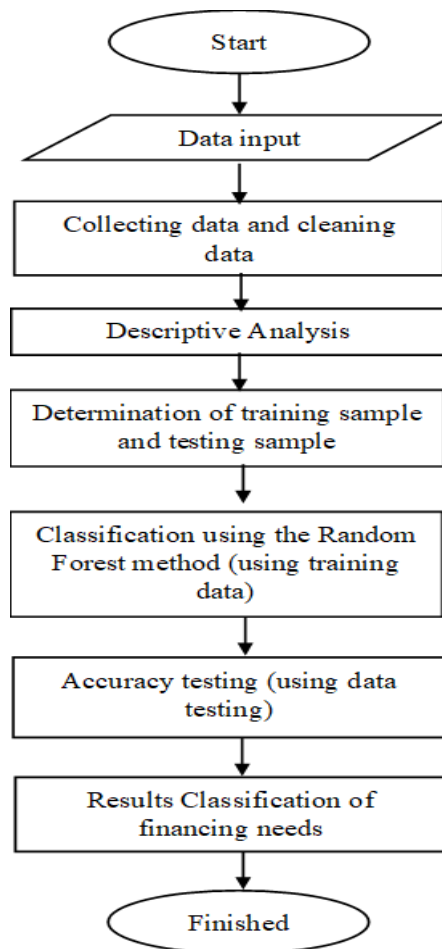 Start
Data input
Collecting data and cleaning
data
Descriptive Analysis
Determination of training sample
and testing sample
Classification using the Random
Forest method (using training
data)
Accuracy testing (using data
testing)
Results Classification of
financing needs
Finished